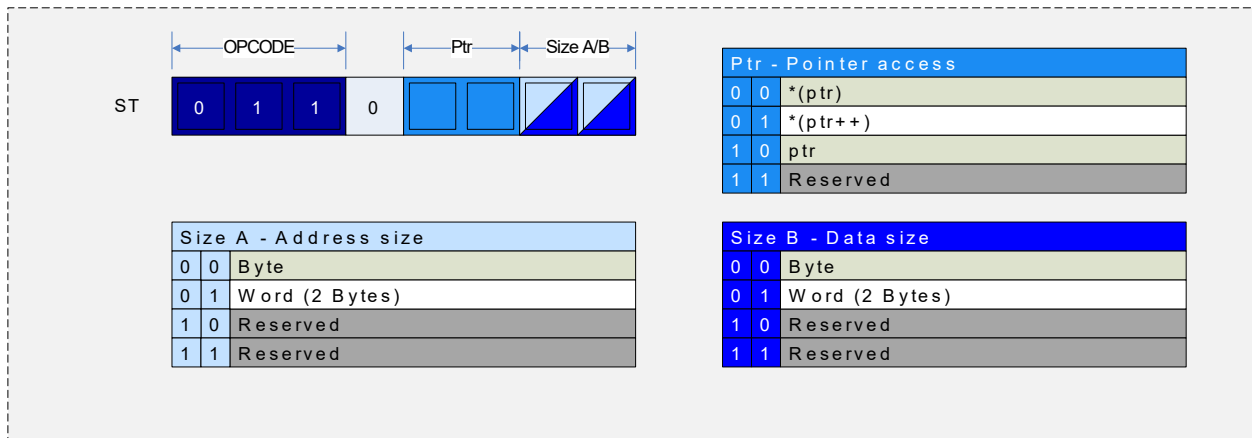 OPCODE Ptr Size A/B
ST 0 1 1 0
Ptr - Pointer access
0 0 *(ptr)
0 1 *(ptr++)
1 0 ptr
1 1 Reserved
Size A - Address size
0 0 Byte
0 1 Word (2 Bytes)
1 0 Reserved
1 1 Reserved
Size B - Data size
0 0 Byte
0 1 Word (2 Bytes)
1 0 Reserved
1 1 Reserved